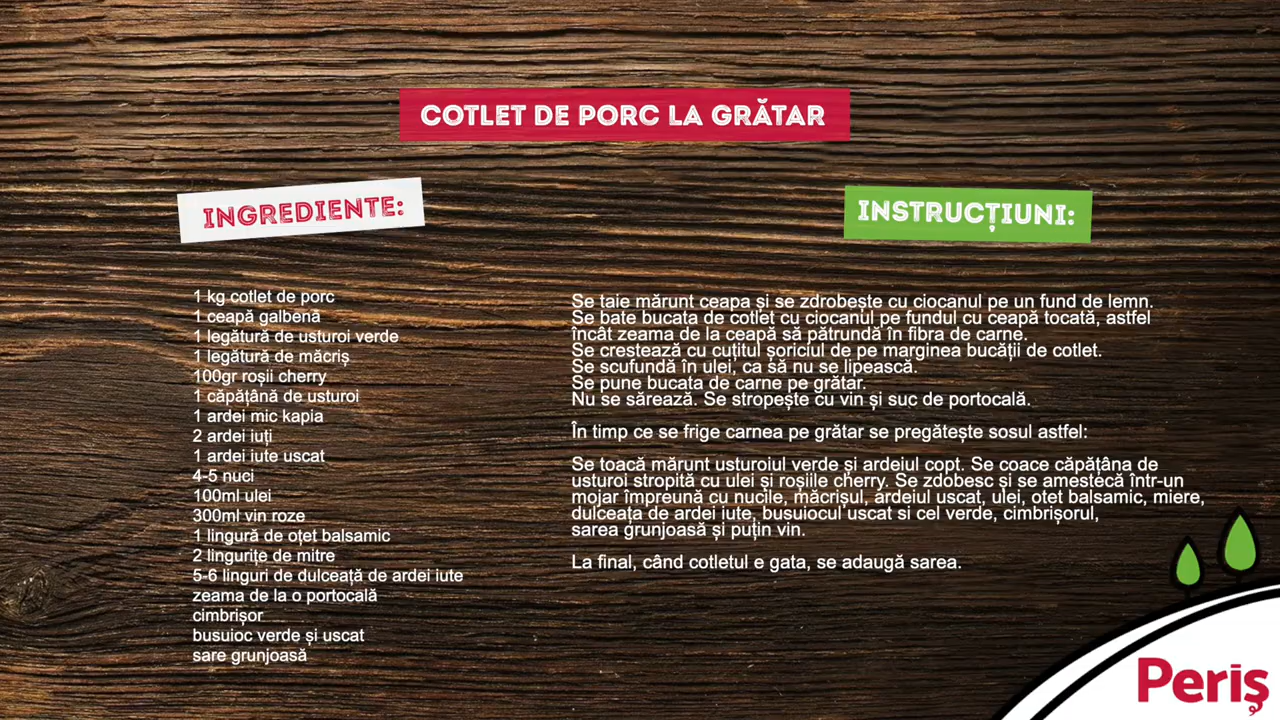 COTLET DE PORC LA GRĂTAR
INGREDIENTE:
1 kg cotlet de porc
1 ceapă galbenă
1 legătură de usturoi verde
1 legătură de măcriș
100gr roșii cherry
1 căpățână de usturoi
1 ardei mic kapia
2 ardei iuți
1 ardei iute uscat
4-5 nuci
100ml ulei
300ml vin roze
1 lingură de oțet balsamic
2 lingurițe de mitre
5-6 linguri de dulceață de ardei iute
zeama de la o portocală
cimbrișor
busuioc verde și uscat
sare grunjoasă
INSTRUCȚIUNI:
Se taie mărunt ceapa și se zdrobește cu ciocanul pe un fund de lemn.
Se bate bucata de cotlet cu ciocanul pe fundul cu ceapă tocată, astfel
încât zeama de la ceapă să pătrundă în fibra de carne.
Se crestează cu cuțitul șoriciul de pe marginea bucății de cotlet.
Se scufundă în ulei, ca să nu se lipească.
Se pune bucata de carne pe grătar.
Nu se sărează. Se stropește cu vin și suc de portocală.
În timp ce se frige carnea pe grătar se pregătește sosul astfel:
Se toacă mărunt usturoiul verde și ardeiul copt. Se coace căpățâna de
usturoi stropită cu ulei și roșiile cherry. Se zdobesc și se amestecă într-un
mojar împreună cu nucile, măcrișul, ardeiul uscat, ulei, otet balsamic, miere,
dulceața de ardei iute, busuiocul uscat si cel verde, cimbrișorul,
sarea grunjoasă și puțin vin.
La final, când cotletul e gata, se adaugă sarea.
Periș